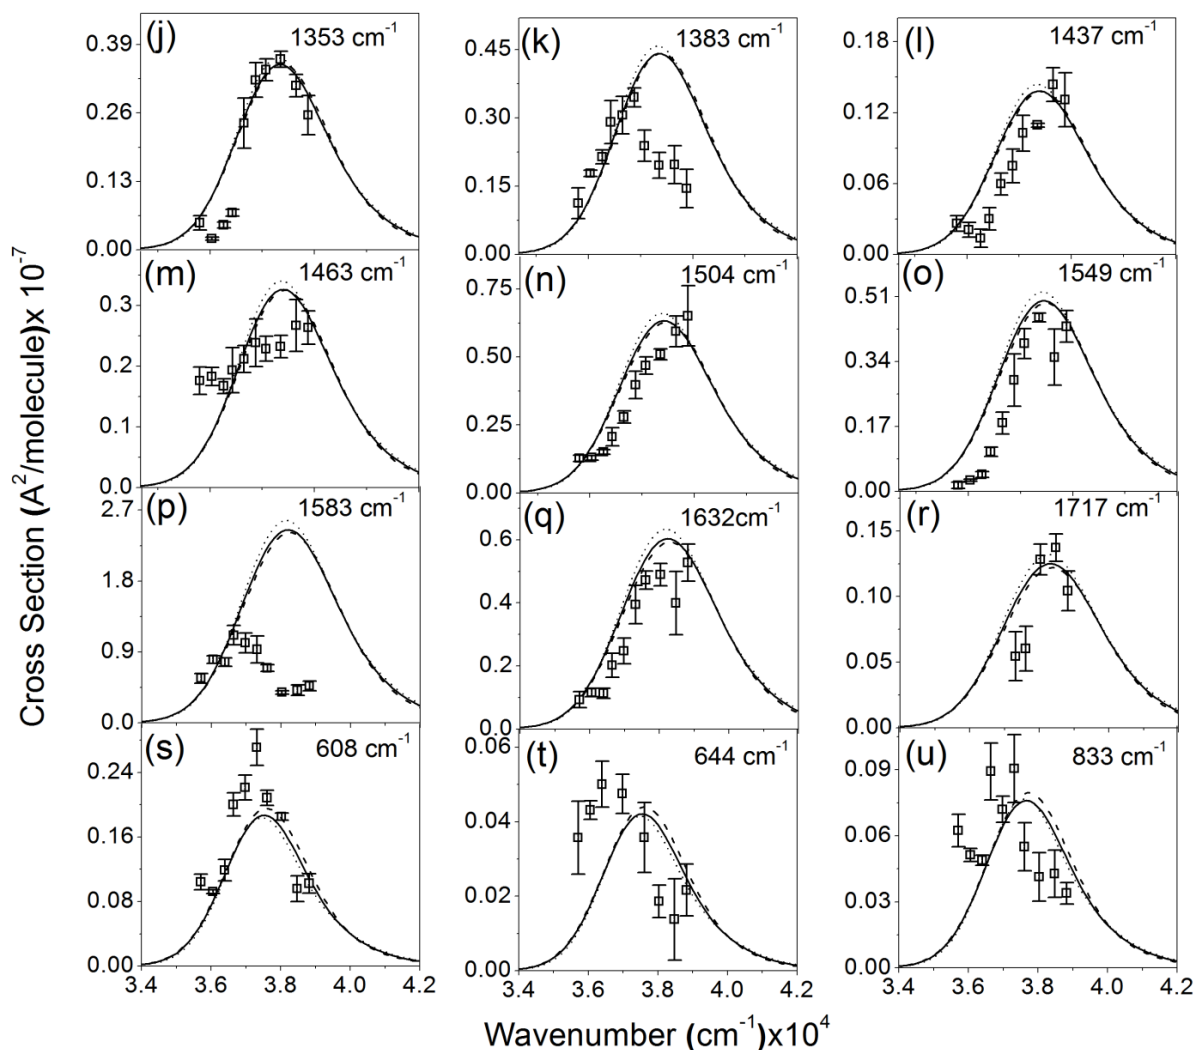 (j) 1353 cm⁻¹
0.39
0.26
0.13
0.00
(k) 1383 cm⁻¹
0.45
0.30
0.15
0.00
(l) 1437 cm⁻¹
0.18
0.12
0.06
0.00
(m) 1463 cm⁻¹
0.3
0.2
0.1
0.0
(n) 1504 cm⁻¹
0.75
0.50
0.25
0.00
(o) 1549 cm⁻¹
0.51
0.34
0.17
0.00
(p) 1583 cm⁻¹
2.7
1.8
0.9
0.0
(q) 1632cm⁻¹
0.6
0.4
0.2
0.0
(r) 1717 cm⁻¹
0.15
0.10
0.05
0.00
(s) 608 cm⁻¹
0.24
0.16
0.08
0.00
3.4 3.6 3.8 4.0 4.2
(t) 644 cm⁻¹
0.06
0.04
0.02
0.00
3.4 3.6 3.8 4.0 4.2
(u) 833 cm⁻¹
0.09
0.06
0.03
0.00
3.4 3.6 3.8 4.0 4.2
Cross Section (A²/molecule)x 10⁻⁷
Wavenumber (cm⁻¹)x10⁴